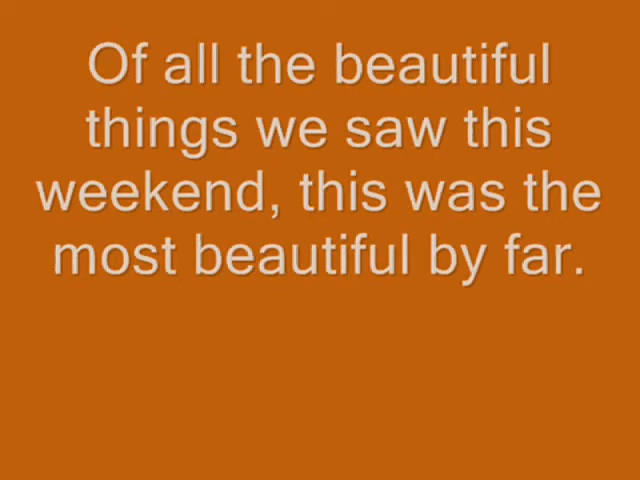 Of all the beautiful
things we saw this
weekend, this was the
most beautiful by far.